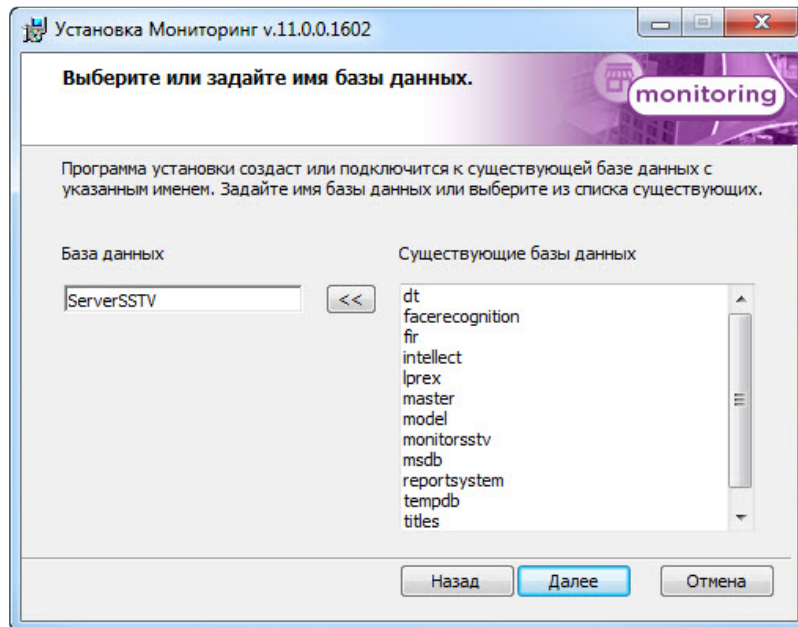 Установка Мониторинг v.11.0.0.1602
Выберите или задайте имя базы данных.
monitoring
Программа установки создаст или подключится к существующей базе данных с
указанным именем. Задайте имя базы данных или выберите из списка существующих.
База данных
Существующие базы данных
ServerSSTV
<<
dt
facerecognition
fir
intellect
lprex
master
model
monitorsstv
msdb
reportsystem
tempdb
titles
Назад
Далее
Отмена